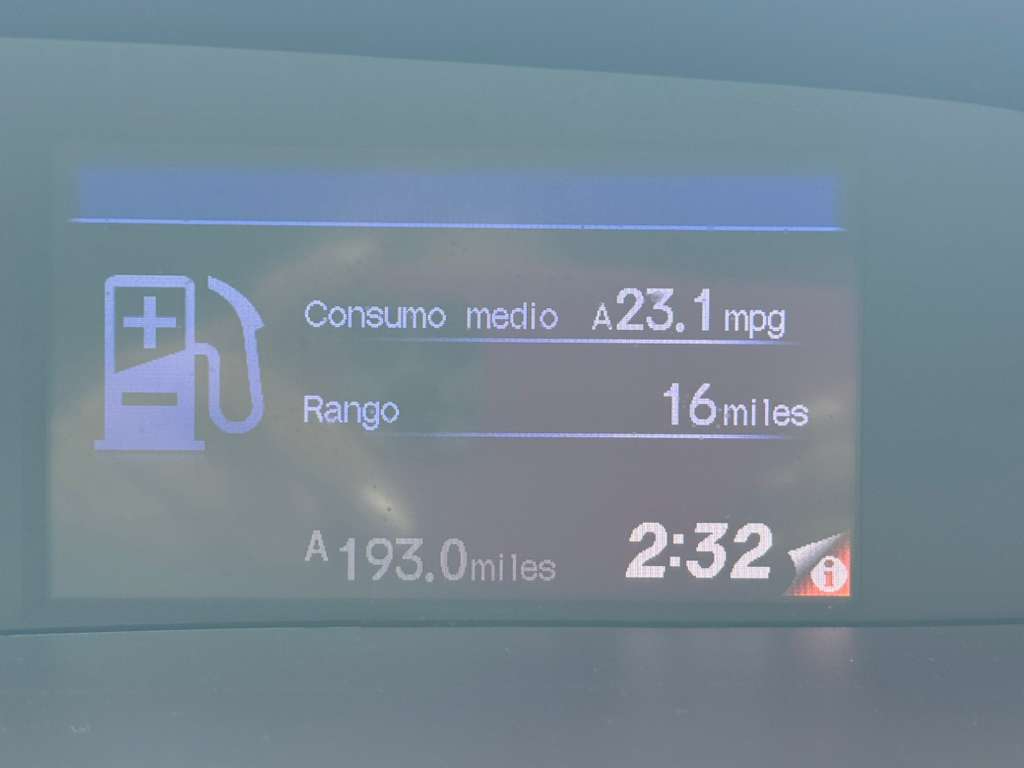 Consumo medio A23.1 mpg
Rango 16 miles
A 193.0 miles 2:32 i